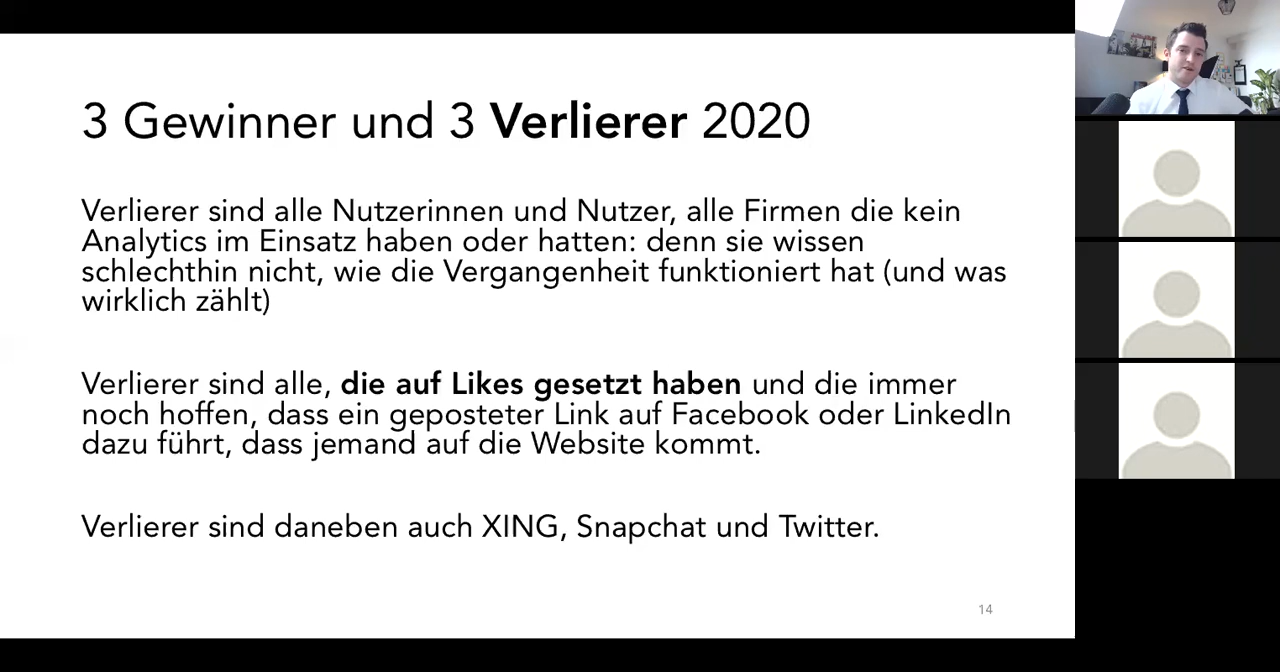 3 Gewinner und 3 Verlierer 2020
Verlierer sind alle Nutzerinnen und Nutzer, alle Firmen die kein
Analytics im Einsatz haben oder hatten: denn sie wissen
schlechthin nicht, wie die Vergangenheit funktioniert hat (und was
wirklich zählt)
Verlierer sind alle, die auf Likes gesetzt haben und die immer
noch hoffen, dass ein geposteter Link auf Facebook oder LinkedIn
dazu führt, dass jemand auf die Website kommt.
Verlierer sind daneben auch XING, Snapchat und Twitter.
14